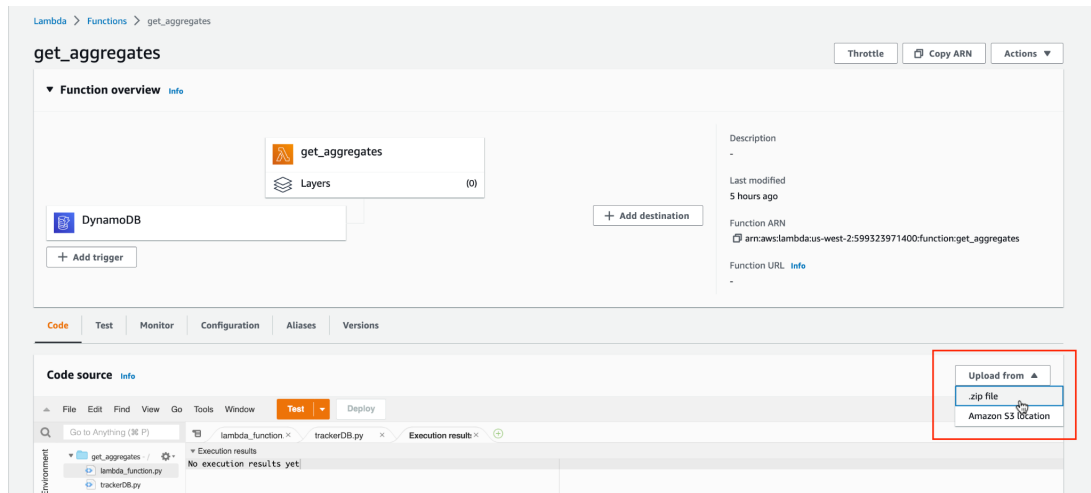 Lambda > Functions > get_aggregates
get_aggregates
Throttle Copy ARN Actions ▼
▼ Function overview Info
get_aggregates
Layers (0)
DynamoDB
+ Add trigger
+ Add destination
Description
-
Last modified
5 hours ago
Function ARN
arn:aws:lambda:us-west-2:599323971400:function:get_aggregates
Function URL Info
-
Code Test Monitor Configuration Aliases Versions
Code source Info
Upload from ▲
.zip file
Amazon S3 location
File Edit Find View Go Tools Window Test Deploy
Go to Anything (⌘ P)
lambda_function. × trackerDB.py × Execution results ×
Environment
get_aggregates - /
lambda_function.py
trackerDB.py
▼ Execution results
No execution results yet